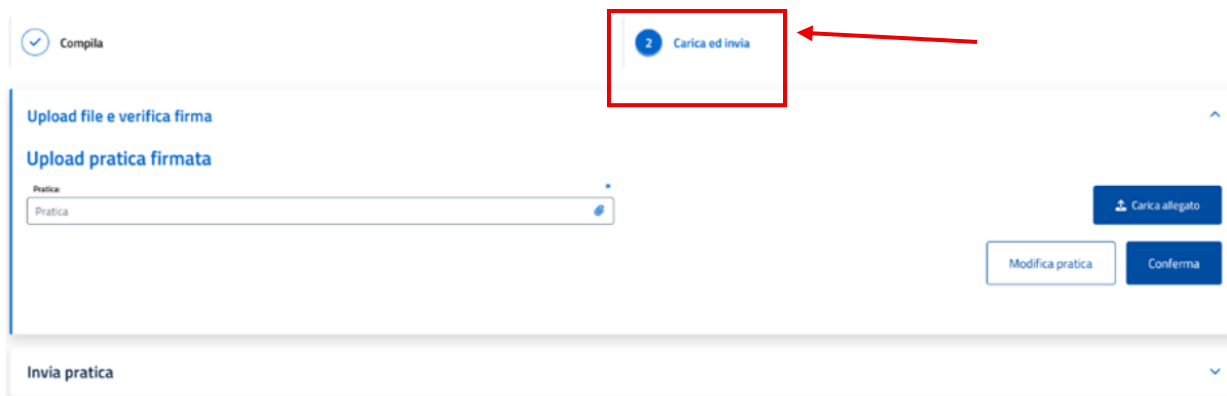 Compila
2 Carica ed invia
Upload file e verifica firma
Upload pratica firmata
Pratica: *
Pratica
Carica allegato
Modifica pratica
Conferma
Invia pratica